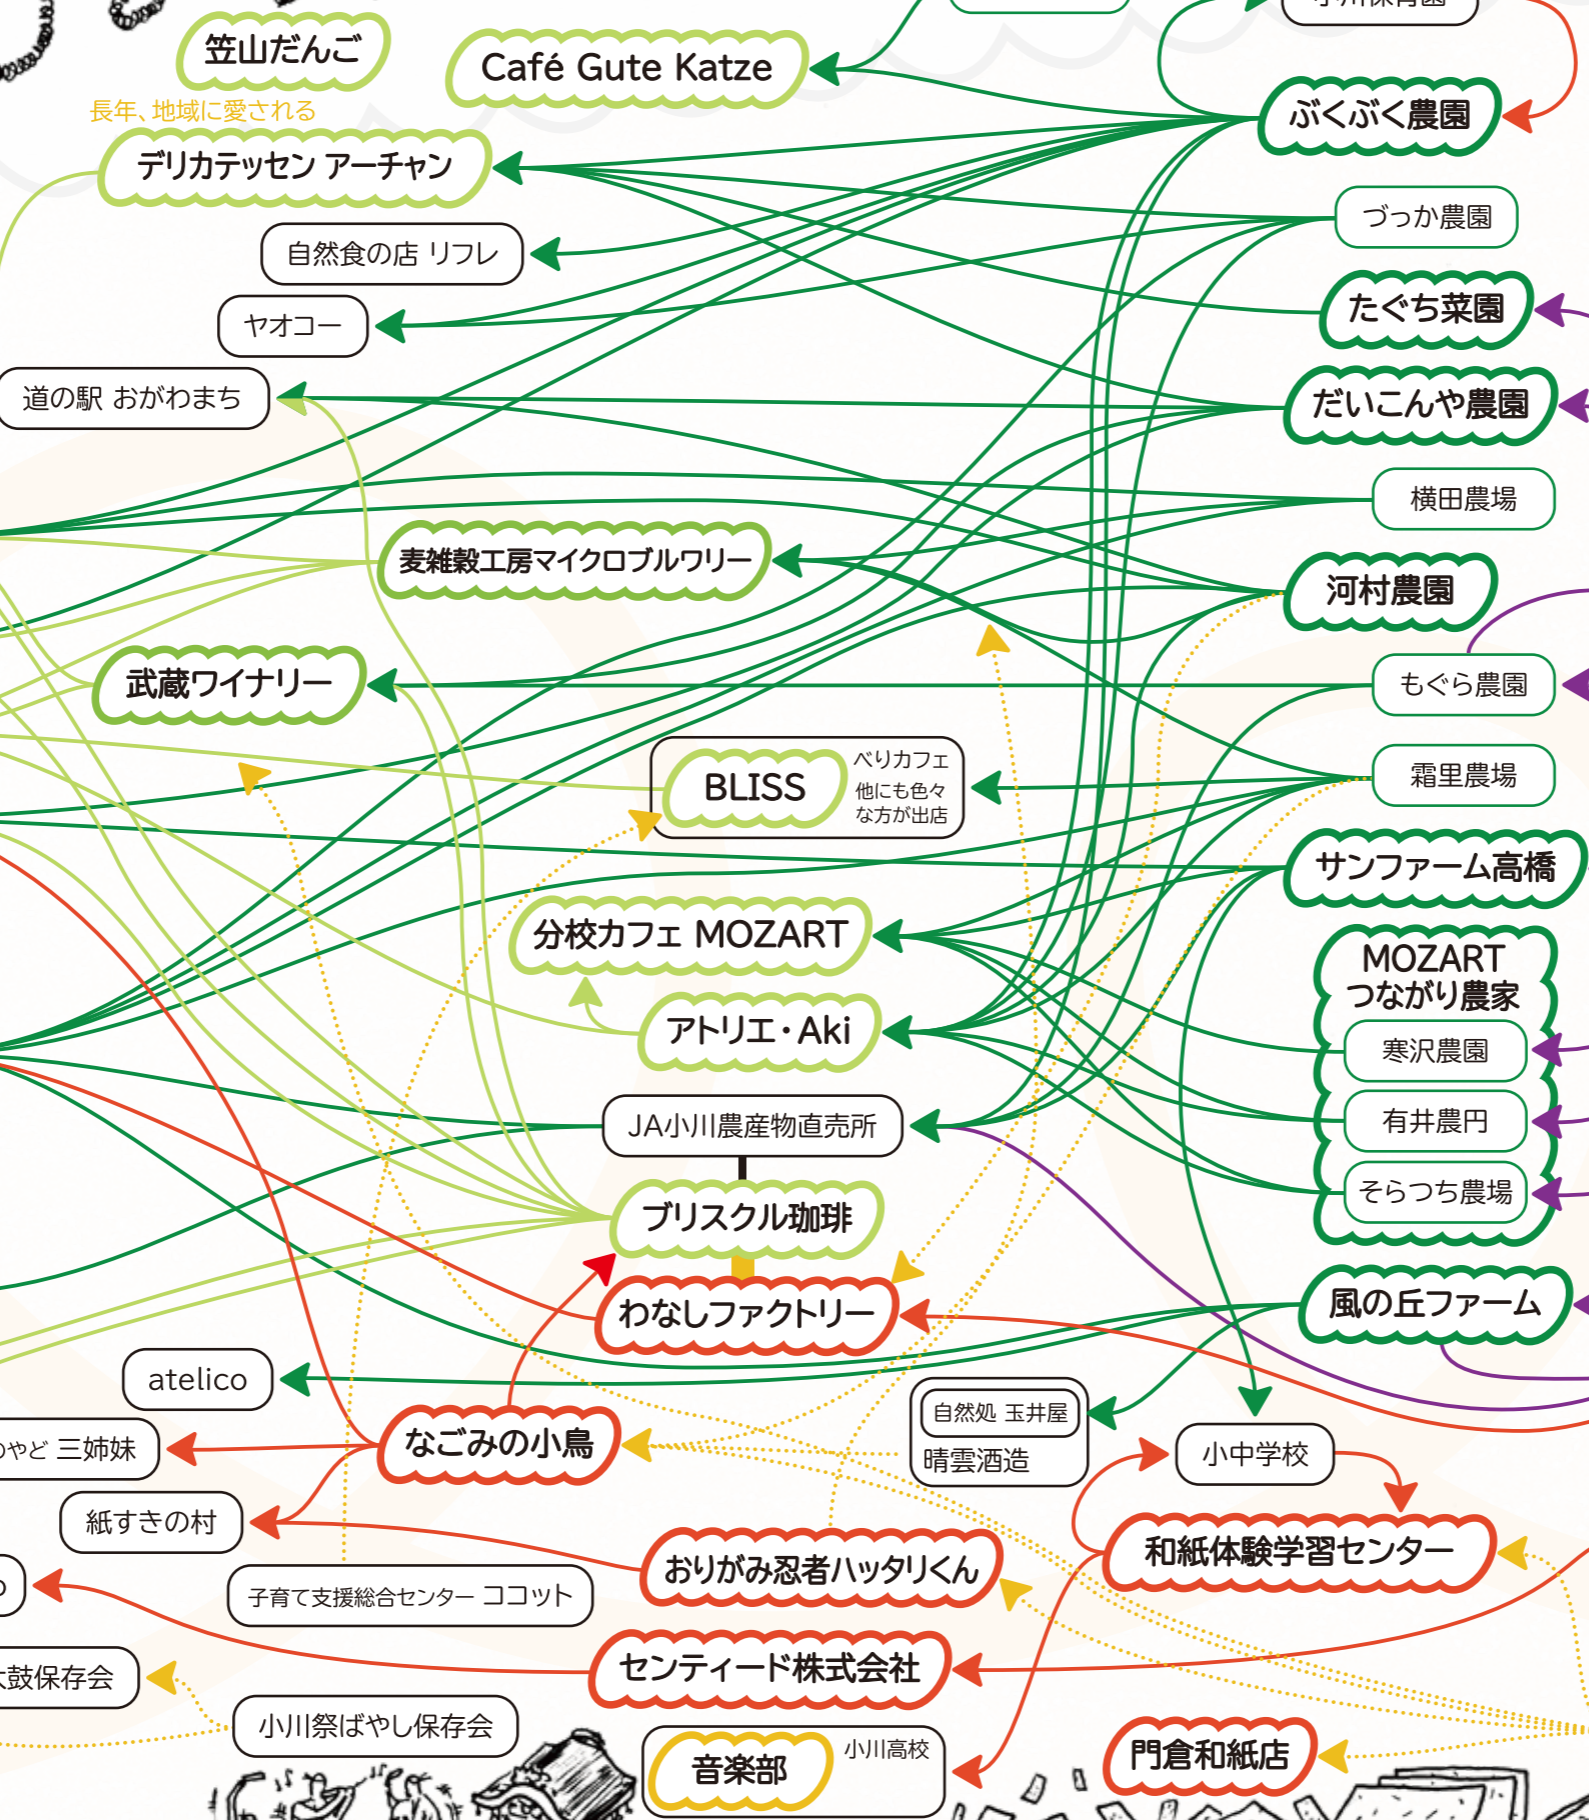 小川保育園
笠山だんご
Café Gute Katze
長年、地域に愛される
ぶくぶく農園
デリカテッセン アーチャン
づっか農園
自然食の店 リフレ
たぐち菜園
ヤオコー
道の駅 おがわまち
だいこんや農園
横田農場
麦雑穀工房マイクロブルワリー
河村農園
武蔵ワイナリー
もぐら農園
BLISS
べりカフェ
他にも色々
な方が出店
霜里農場
サンファーム高橋
分校カフェ MOZART
MOZART
つながり農家
アトリエ・Aki
寒沢農園
JA小川農産物直売所
有井農円
そらつち農場
ブリスクル珈琲
わなしファクトリー
風の丘ファーム
atelico
自然処 玉井屋
晴雲酒造
なごみの小鳥
のやど 三姉妹
小中学校
紙すきの村
和紙体験学習センター
おりがみ忍者ハッタリくん
子育て支援総合センター ココット
センティード株式会社
太鼓保存会
小川祭ばやし保存会
音楽部
小川高校
門倉和紙店